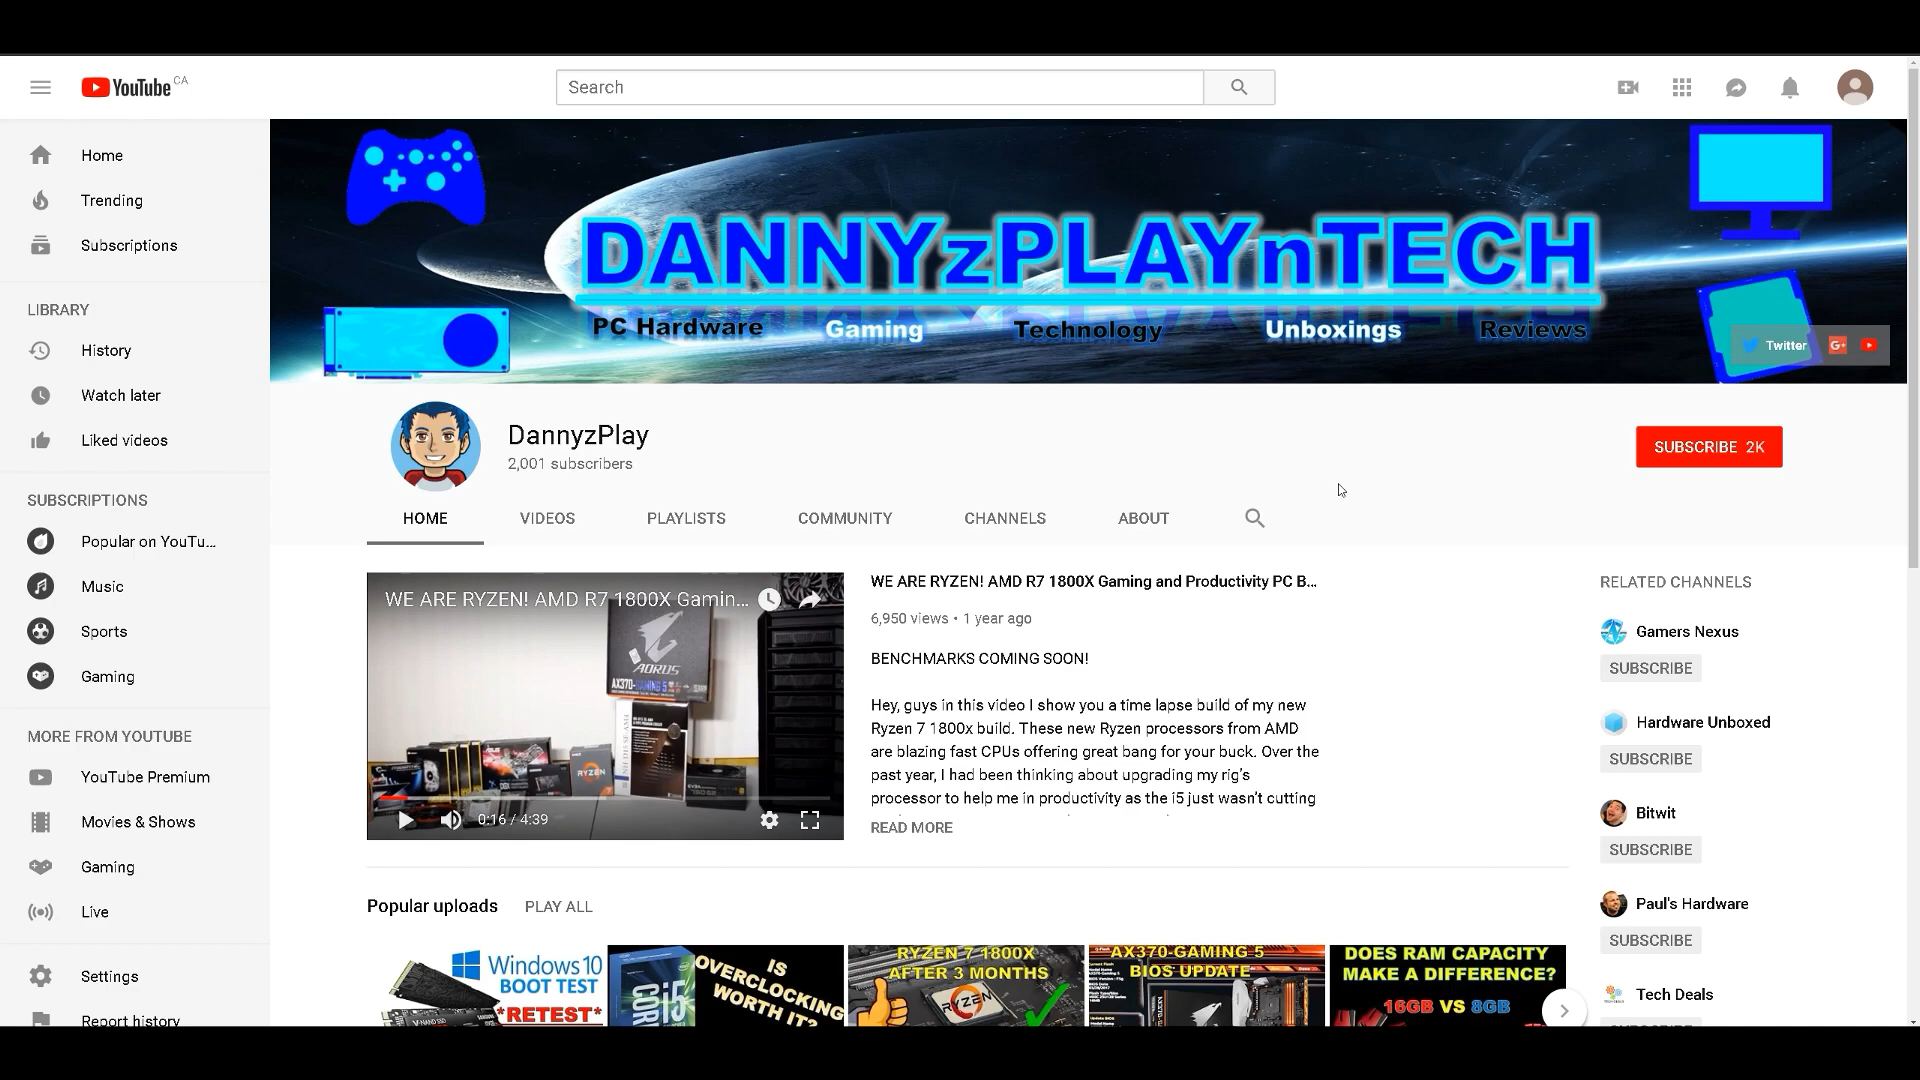 YouTube CA
Search
Home
Trending
Subscriptions
LIBRARY
History
Watch later
Liked videos
SUBSCRIPTIONS
Popular on YouTu...
Music
Sports
Gaming
MORE FROM YOUTUBE
YouTube Premium
Movies & Shows
Gaming
Live
Settings
Report history
DANNYzPLAYnTECH
PC Hardware Gaming Technology Unboxings Reviews
Twitter G+
DannyzPlay
2,001 subscribers
SUBSCRIBE 2K
HOME VIDEOS PLAYLISTS COMMUNITY CHANNELS ABOUT
WE ARE RYZEN! AMD R7 1800X Gamin...
AORUS
AX370-GAMING 5
RYZEN
0:16 / 4:39
WE ARE RYZEN! AMD R7 1800X Gaming and Productivity PC B...
6,950 views • 1 year ago
BENCHMARKS COMING SOON!
Hey, guys in this video I show you a time lapse build of my new
Ryzen 7 1800x build. These new Ryzen processors from AMD
are blazing fast CPUs offering great bang for your buck. Over the
past year, I had been thinking about upgrading my rig's
processor to help me in productivity as the i5 just wasn't cutting
READ MORE
RELATED CHANNELS
Gamers Nexus
SUBSCRIBE
Hardware Unboxed
SUBSCRIBE
Bitwit
SUBSCRIBE
Paul's Hardware
SUBSCRIBE
Tech Deals
Popular uploads PLAY ALL
Windows 10
BOOT TEST
*RETEST*
CORE i5
IS
OVERCLOCKING
WORTH IT?
RYZEN 7 1800X
AFTER 3 MONTHS
RYZEN
AX370-GAMING 5
BIOS UPDATE
DOES RAM CAPACITY
MAKE A DIFFERENCE?
16GB VS 8GB